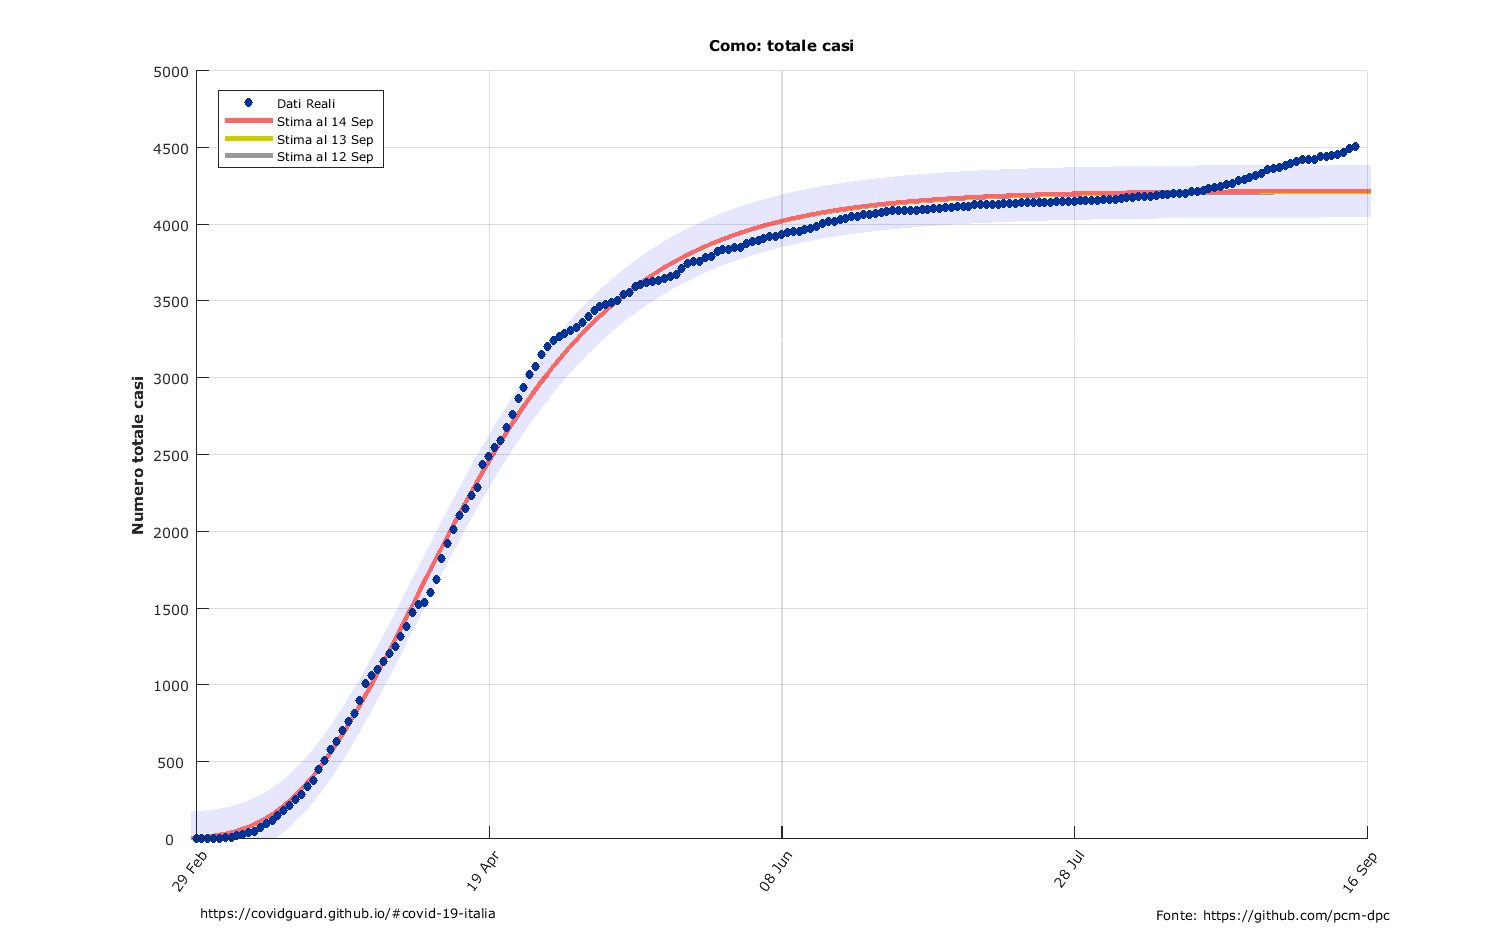 Como: totale casi
5000
4500
4000
3500
3000
2500
2000
1500
1000
500
0
Numero totale casi
Dati Reali
Stima al 14 Sep
Stima al 13 Sep
Stima al 12 Sep
29 Feb
19 Apr
08 Jun
28 Jul
16 Sep
https://covidguard.github.io/#covid-19-italia
Fonte: https://github.com/pcm-dpc